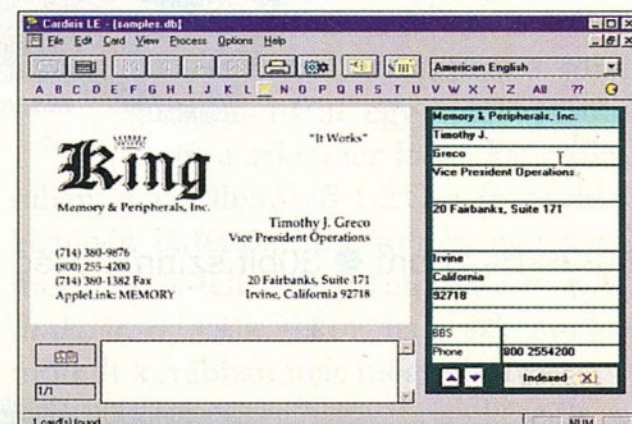 Cardiris LE - [samples.db]
File Edit Card View Process Options Help
American English
A B C D E F G H I J K L N O P Q R S T U V W X Y Z All ??
King
"It Works"
Memory & Peripherals, Inc.
Timothy J. Greco
Vice President Operations
(714) 380-9876
(800) 255-4200
(714) 380-1382 Fax
AppleLink: MEMORY
20 Fairbanks, Suite 171
Irvine, California 92718
Memory & Peripherals, Inc.
Timothy J.
Greco
Vice President Operations
20 Fairbanks, Suite 171
Irvine
California
92718
BBS
Phone 800 2554200
Indexed
1/1
1 card(s) found
NUM